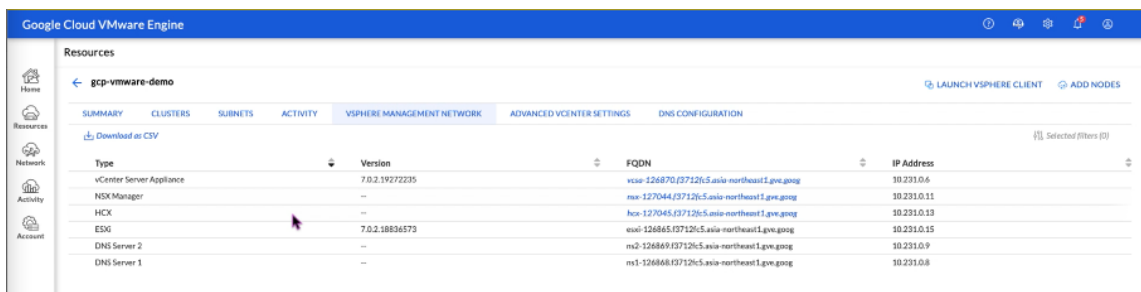 Google Cloud VMware Engine
Resources
Home
Resources
Network
Activity
Account
gcp-vmware-demo
LAUNCH VSPHERE CLIENT ADD NODES
SUMMARY CLUSTERS SUBNETS ACTIVITY VSPHERE MANAGEMENT NETWORK ADVANCED VCENTER SETTINGS DNS CONFIGURATION
Download as CSV Selected filters (0)
Type Version FQDN IP Address
vCenter Server Appliance 7.0.2.19272235 vcsa-126870.f3712fc5.asia-northeast1.gve.goog 10.231.0.6
NSX Manager -- nsx-127044.f3712fc5.asia-northeast1.gve.goog 10.231.0.11
HCX -- hcx-127045.f3712fc5.asia-northeast1.gve.goog 10.231.0.13
ESXi 7.0.2.18836573 esxi-126865.f3712fc5.asia-northeast1.gve.goog 10.231.0.15
DNS Server 2 -- ns2-126869.f3712fc5.asia-northeast1.gve.goog 10.231.0.9
DNS Server 1 -- ns1-126868.f3712fc5.asia-northeast1.gve.goog 10.231.0.8